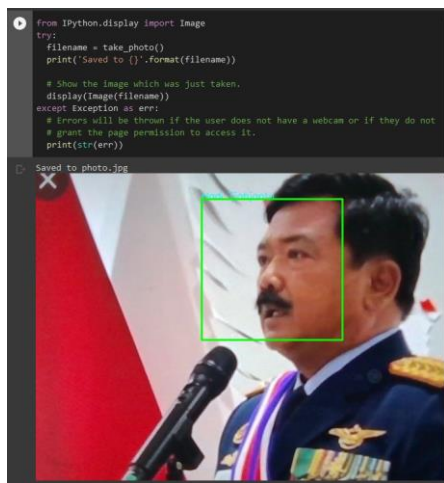 from IPython.display import Image
try:
  filename = take_photo()
  print('Saved to {}'.format(filename))

  # Show the image which was just taken.
  display(Image(filename))
except Exception as err:
  # Errors will be thrown if the user does not have a webcam or if they do not
  # grant the page permission to access it.
  print(str(err))
Saved to photo.jpg